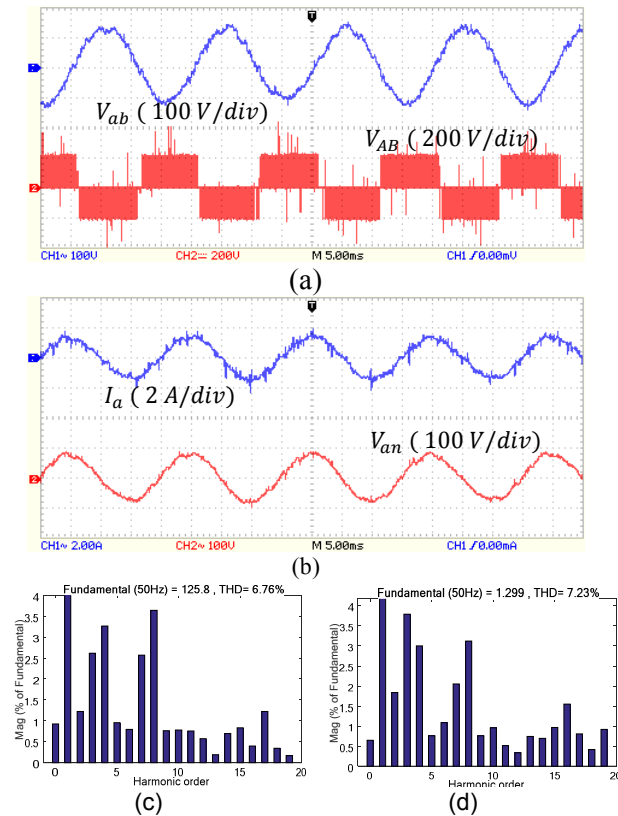 T
1
V_ab ( 100 V/div)
V_AB ( 200 V/div)
2
CH1~ 100V CH2⎓ 200V M 5.00ms CH1 ∫0.00mV
(a)
T
1
I_a ( 2 A/div)
V_an ( 100 V/div)
2
CH1~ 2.00A CH2~ 100V M 5.00ms CH1 ∫0.00mA
(b)
Fundamental (50Hz) = 125.8 , THD= 6.76%
Mag (% of Fundamental)
4
3.5
3
2.5
2
1.5
1
0.5
0
0 5 10 15 20
Harmonic order
(c)
Fundamental (50Hz) = 1.299 , THD= 7.23%
Mag (% of Fundamental)
4
3.5
3
2.5
2
1.5
1
0.5
0
0 5 10 15 20
Harmonic order
(d)